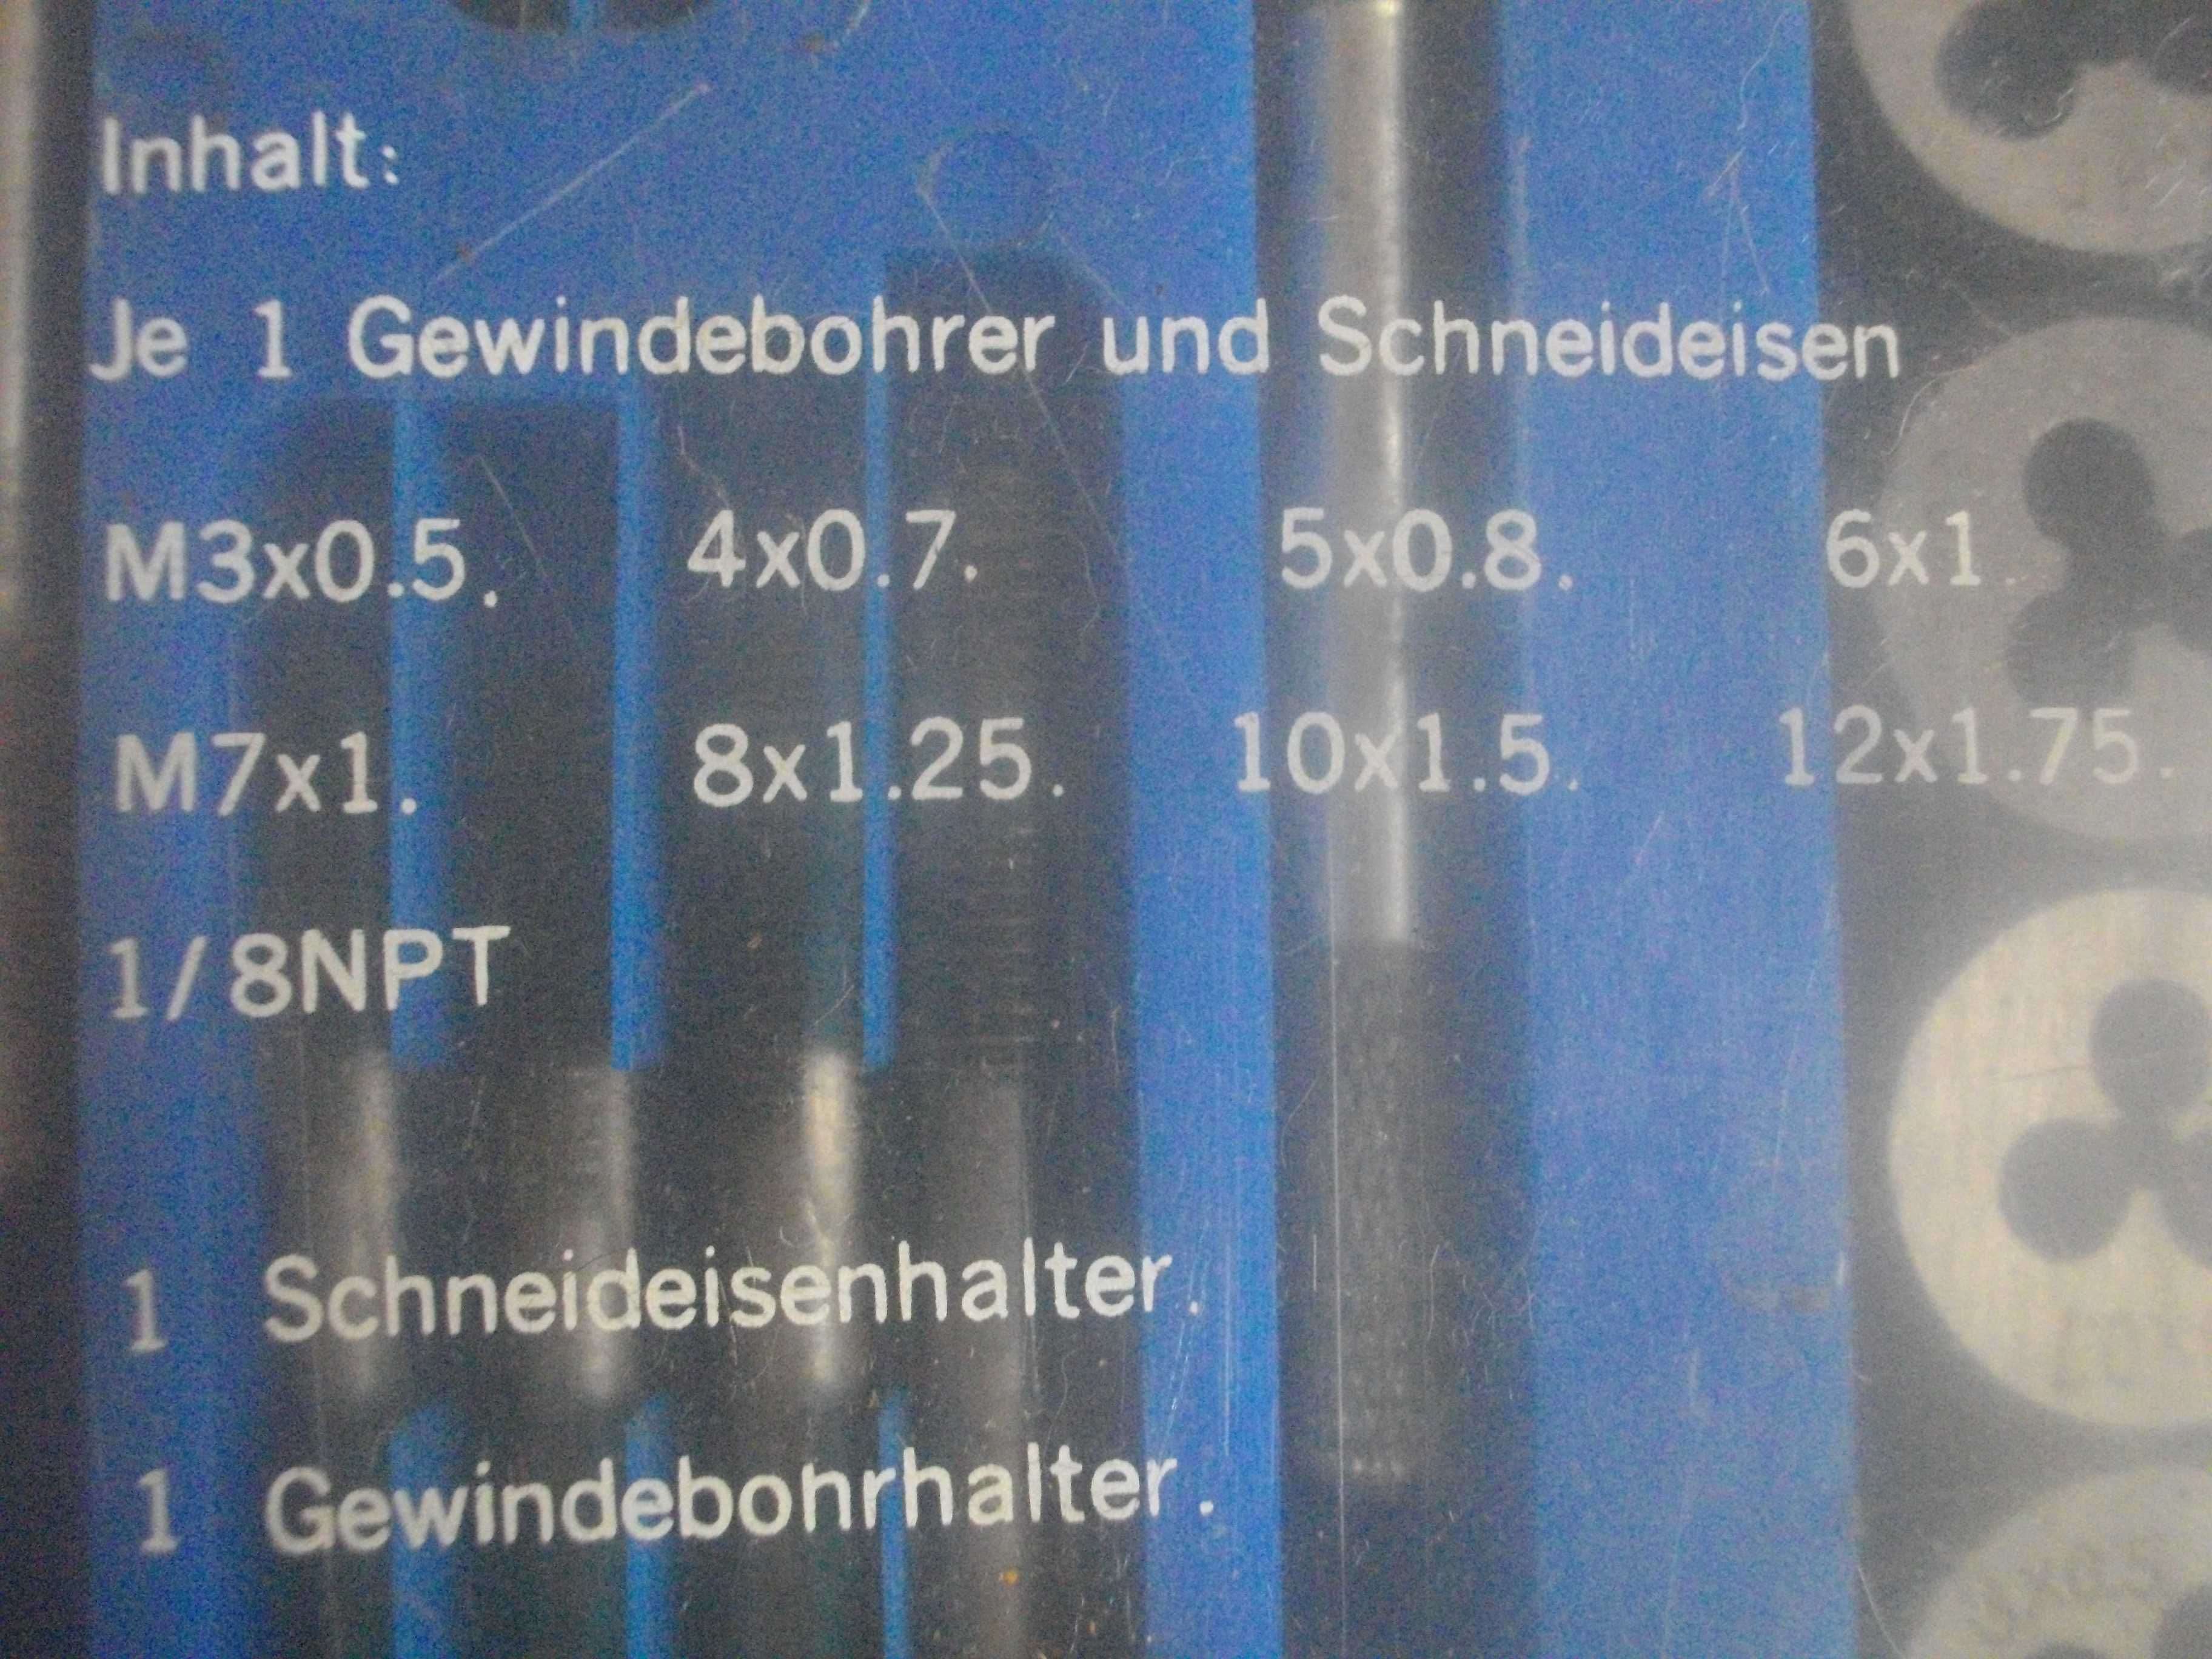 Inhalt:
Je 1 Gewindebohrer und Schneideisen
M3x0.5. 4x0.7. 5x0.8. 6x1.
M7x1. 8x1.25. 10x1.5. 12x1.75.
1/8NPT
1 Schneideisenhalter.
1 Gewindebohrhalter.